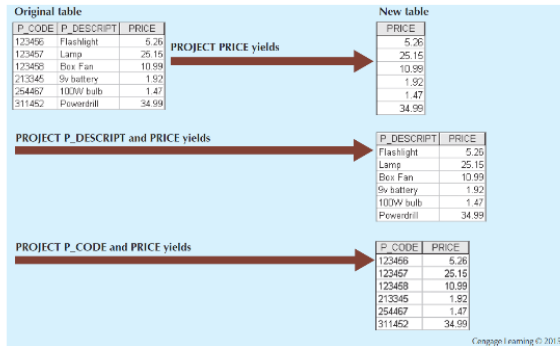 Original table
New table
P_CODE P_DESCRIPT PRICE
123456 Flashlight 5.26
123457 Lamp 25.15
123458 Box Fan 10.99
213345 9v battery 1.92
254467 100W bulb 1.47
311452 Powerdrill 34.99
PROJECT PRICE yields
PRICE
5.26
25.15
10.99
1.92
1.47
34.99
PROJECT P_DESCRIPT and PRICE yields
P_DESCRIPT PRICE
Flashlight 5.26
Lamp 25.15
Box Fan 10.99
9v battery 1.92
100W bulb 1.47
Powerdrill 34.99
PROJECT P_CODE and PRICE yields
P_CODE PRICE
123456 5.26
123457 25.15
123458 10.99
213345 1.92
254467 1.47
311452 34.99
Cengage Learning © 2015